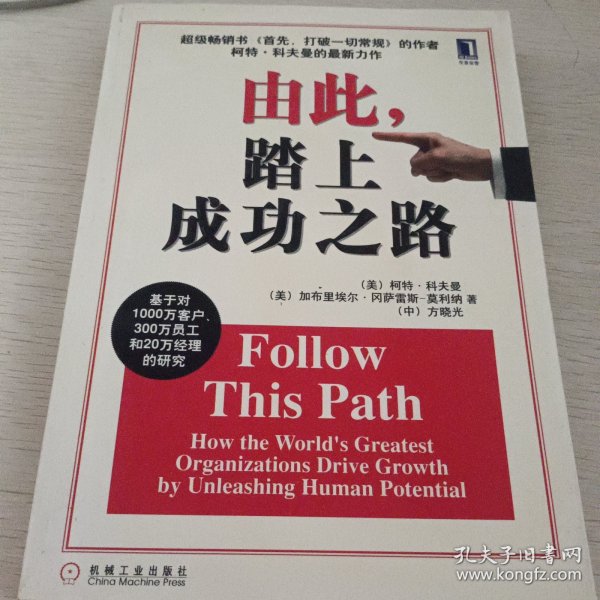 超级畅销书《首先，打破一切常规》的作者
柯特·科夫曼的最新力作
华章经管
由此，
踏上
成功之路
（美）柯特·科夫曼
（美）加布里埃尔·冈萨雷斯-莫利纳 著
（中）方晓光
基于对
1000万客户、
300万员工
和20万经理
的研究
Follow
This Path
How the World's Greatest
Organizations Drive Growth
by Unleashing Human Potential
机械工业出版社
China Machine Press
孔夫子旧书网
www.kongfz.com